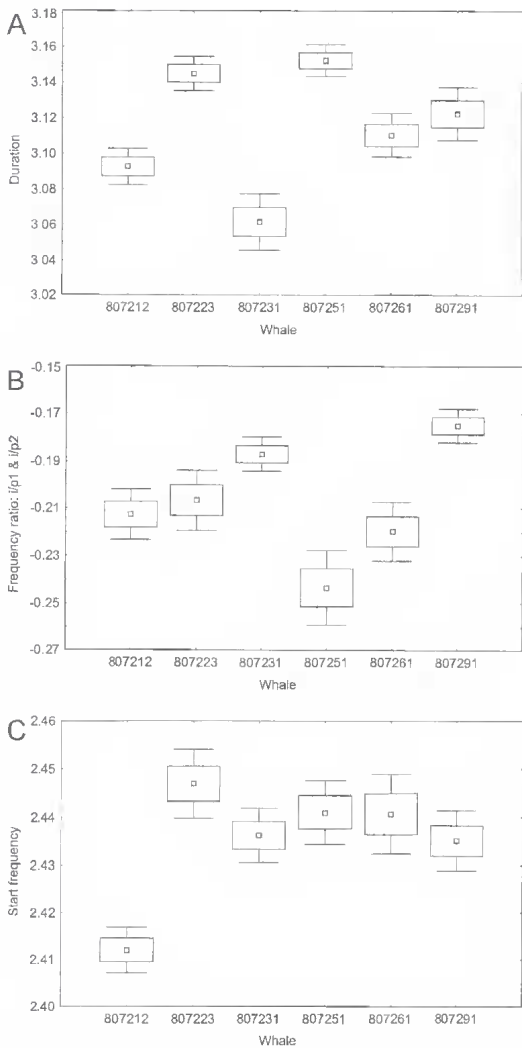 A
3.18
3.16
3.14
3.12
3.10
3.08
3.06
3.04
3.02
Duration
807212 807223 807231 807251 807261 807291
Whale
B
-0.15
-0.17
-0.19
-0.21
-0.23
-0.25
-0.27
Frequency ratio: i/p1 & i/p2
807212 807223 807231 807251 807261 807291
Whale
C
2.46
2.45
2.44
2.43
2.42
2.41
2.40
Start frequency
807212 807223 807231 807251 807261 807291
Whale